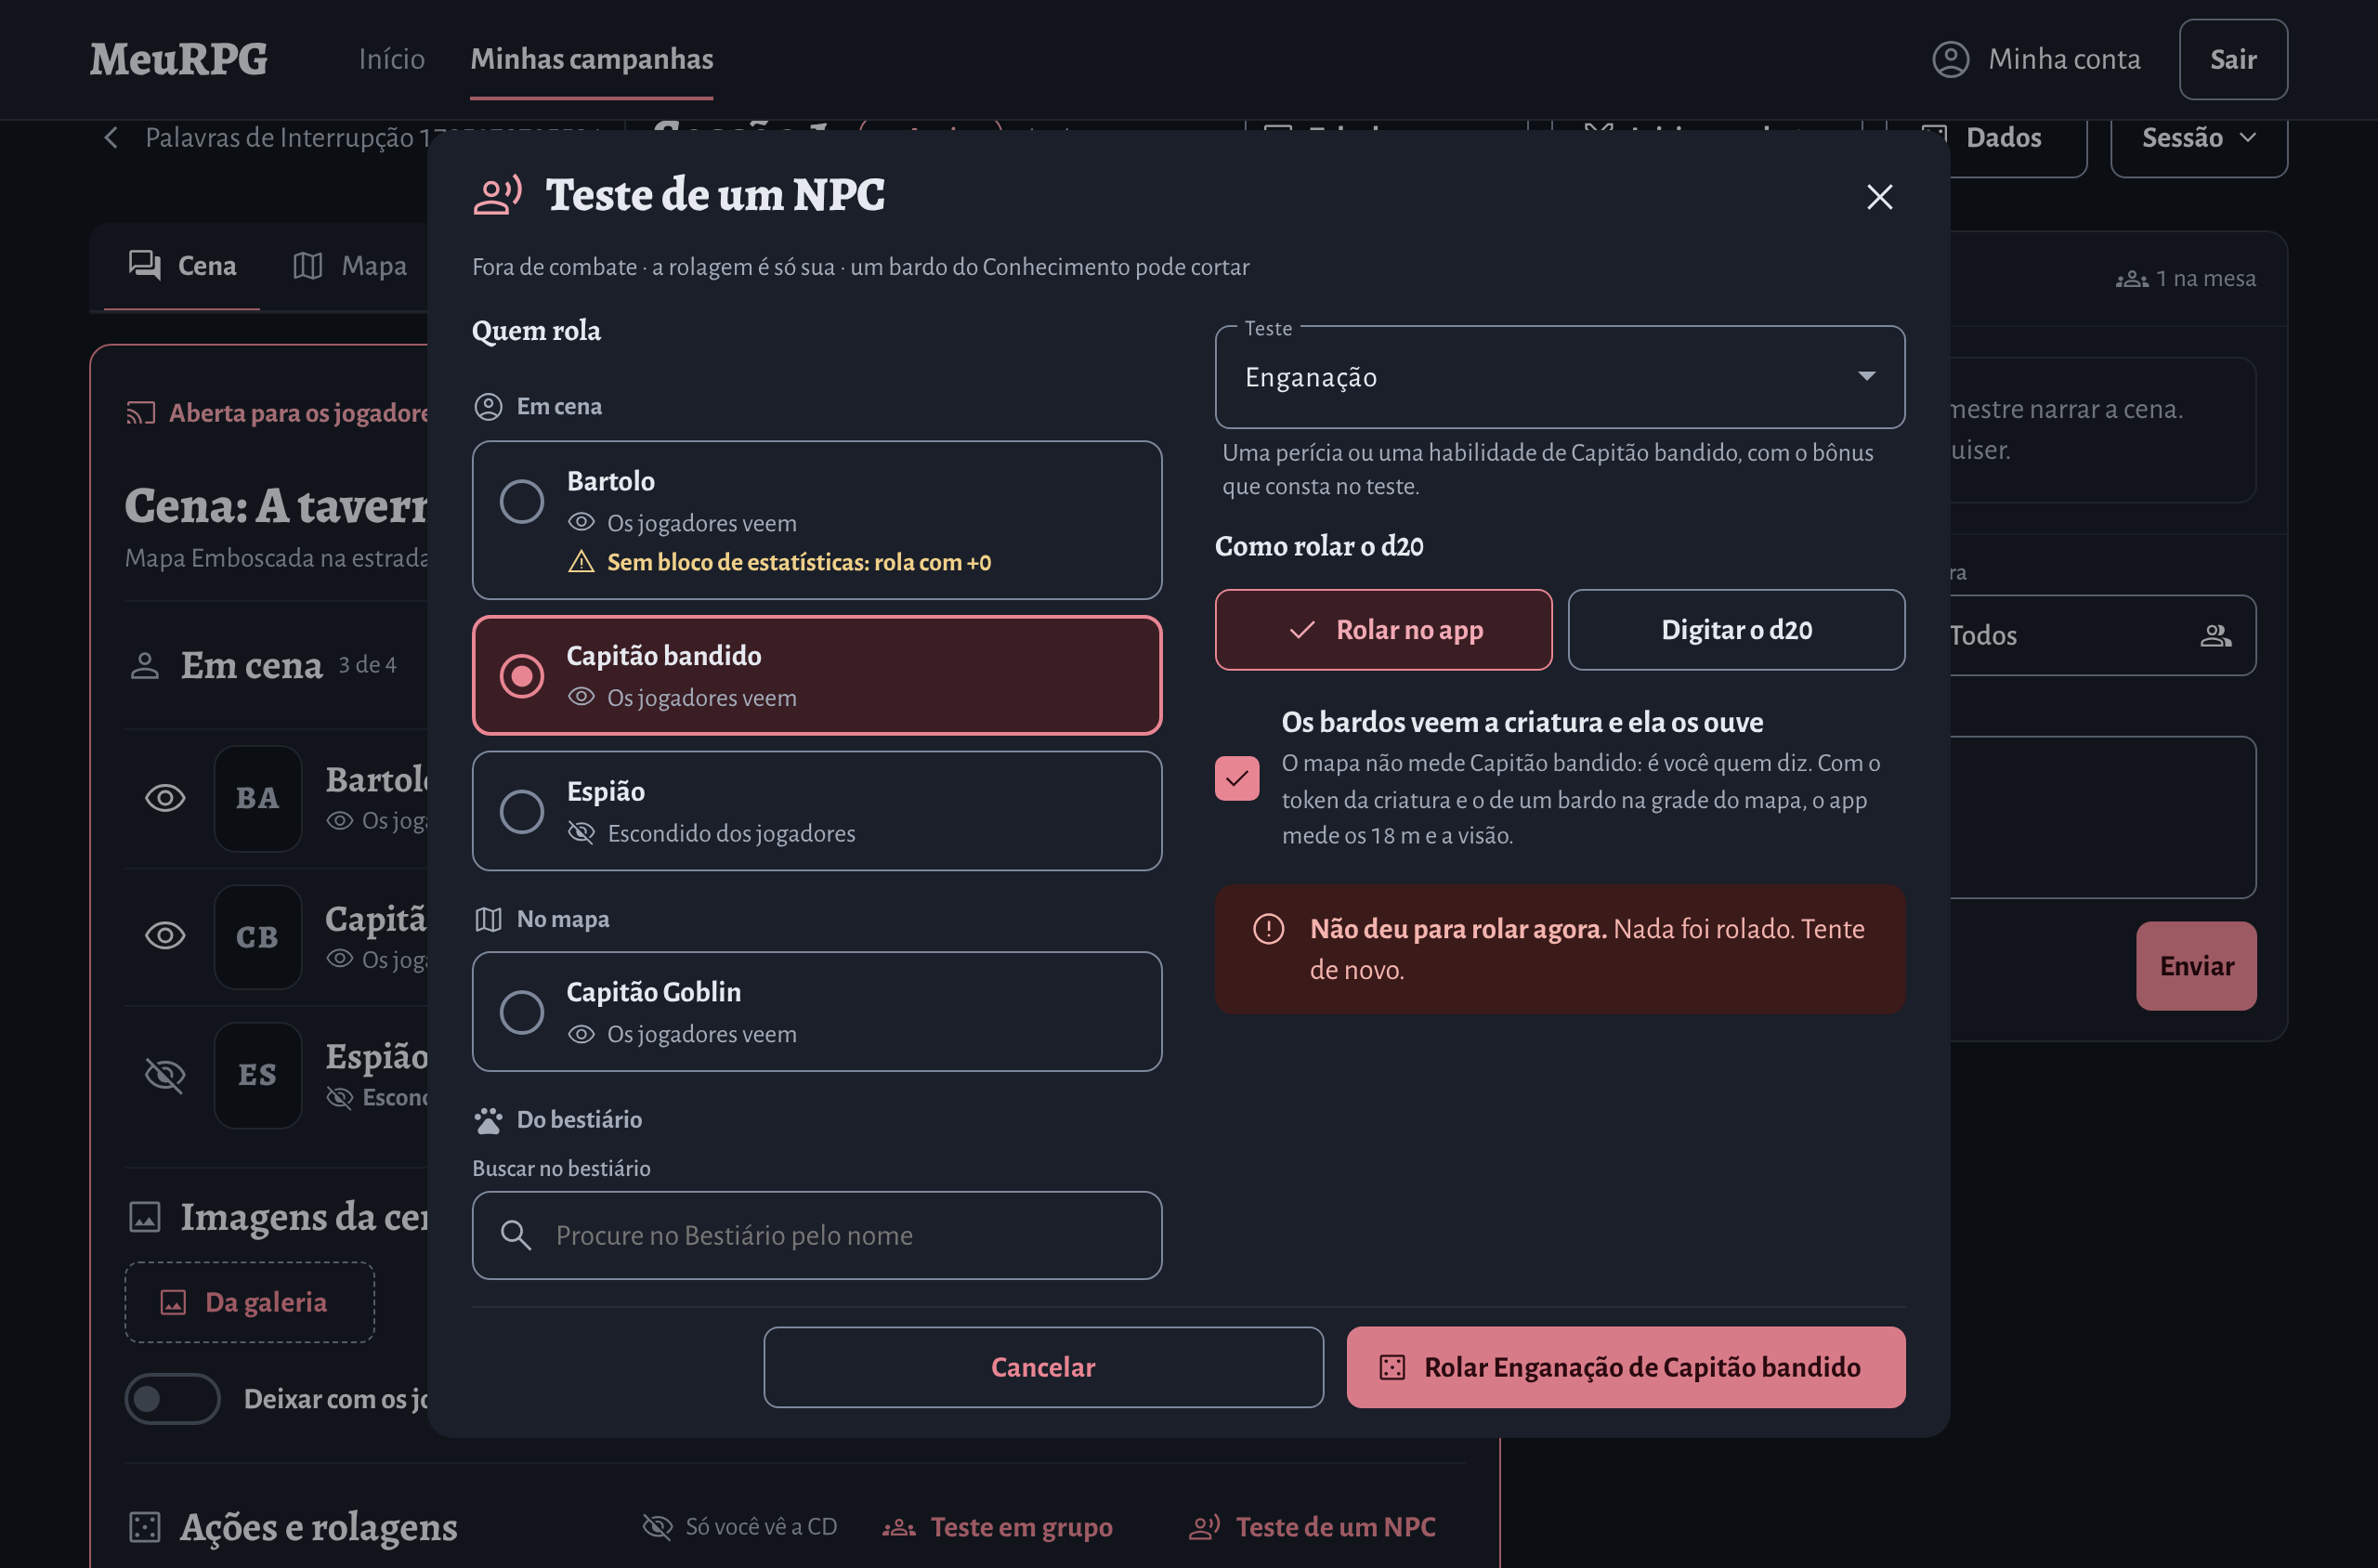 MeuRPG
Início
Minhas campanhas
Minha conta
Sair
Palavras de Interrupção
Dados
Sessão
Teste de um NPC
Fora de combate · a rolagem é só sua · um bardo do Conhecimento pode cortar
Cena
Mapa
1 na mesa
Aberta para os jogadore
Cena: A taver
Mapa Emboscada na estrada
Em cena 3 de 4
BA
Bartolo
Os jog
CB
Capitã
Os jog
ES
Espião
Escon
Imagens da ce
Da galeria
Deixar com os jo
Quem rola
Em cena
Bartolo
Os jogadores veem
Sem bloco de estatísticas: rola com +0
Capitão bandido
Os jogadores veem
Espião
Escondido dos jogadores
No mapa
Capitão Goblin
Os jogadores veem
Do bestiário
Buscar no bestiário
Procure no Bestiário pelo nome
Teste
Enganação
Uma perícia ou uma habilidade de Capitão bandido, com o bônus
que consta no teste.
Como rolar o d20
Rolar no app
Digitar o d20
Os bardos veem a criatura e ela os ouve
O mapa não mede Capitão bandido: é você quem diz. Com o
token da criatura e o de um bardo na grade do mapa, o app
mede os 18 m e a visão.
Não deu para rolar agora. Nada foi rolado. Tente
de novo.
Cancelar
Rolar Enganação de Capitão bandido
mestre narrar a cena.
uiser.
ra
Todos
Enviar
Ações e rolagens
Só você vê a CD
Teste em grupo
Teste de um NPC